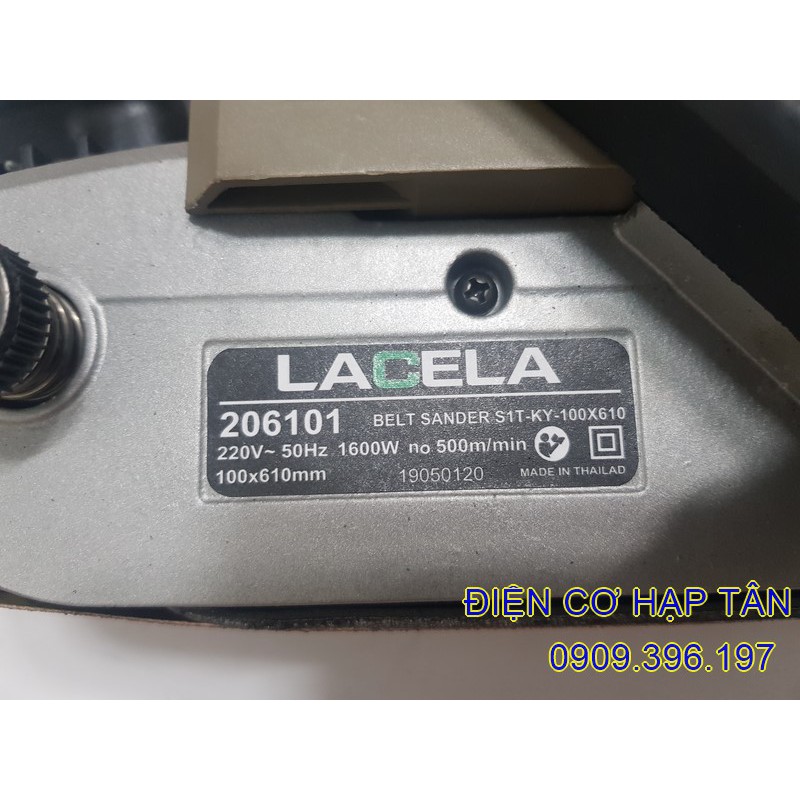 LACELA
206101 BELT SANDER S1T-KY-100X610
220V~ 50Hz 1600W no 500m/min
100x610mm 19050120 MADE IN THAILAD
ĐIỆN CƠ HẠP TÂN
0909.396.197